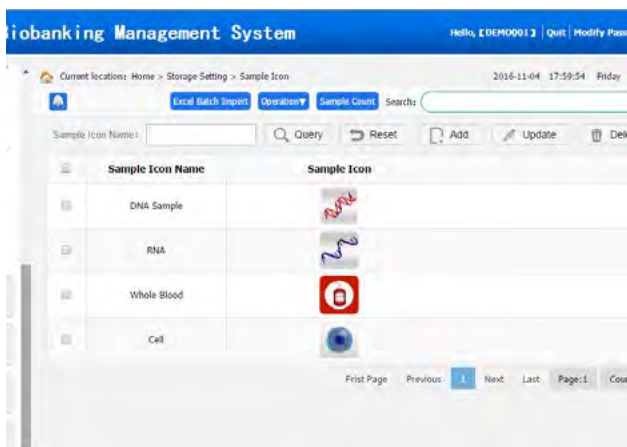 iobanking Management System
Hello, [DEMO001] | Quit | Modify Pass
Current location: Home > Storage Setting > Sample Icon
2016-11-04 17:59:54 Friday
Excel Batch Import Operation▼ Sample Count Search:
Sample Icon Name: Query Reset Add Update Dele
Sample Icon Name Sample Icon
DNA Sample
RNA
Whole Blood
Cell
Frist Page Previous 1 Next Last Page:1 Cou